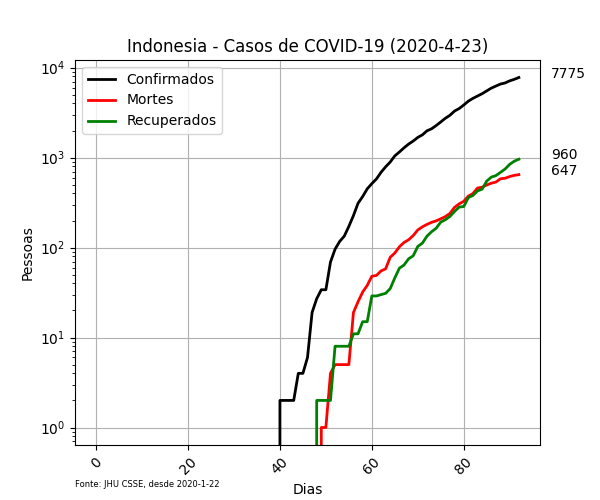 Indonesia - Casos de COVID-19 (2020-4-23)
10⁴
10³
10²
10¹
10⁰
Pessoas
Confirmados
Mortes
Recuperados
7775
960
647
0
20
40
60
80
Dias
Fonte: JHU CSSE, desde 2020-1-22